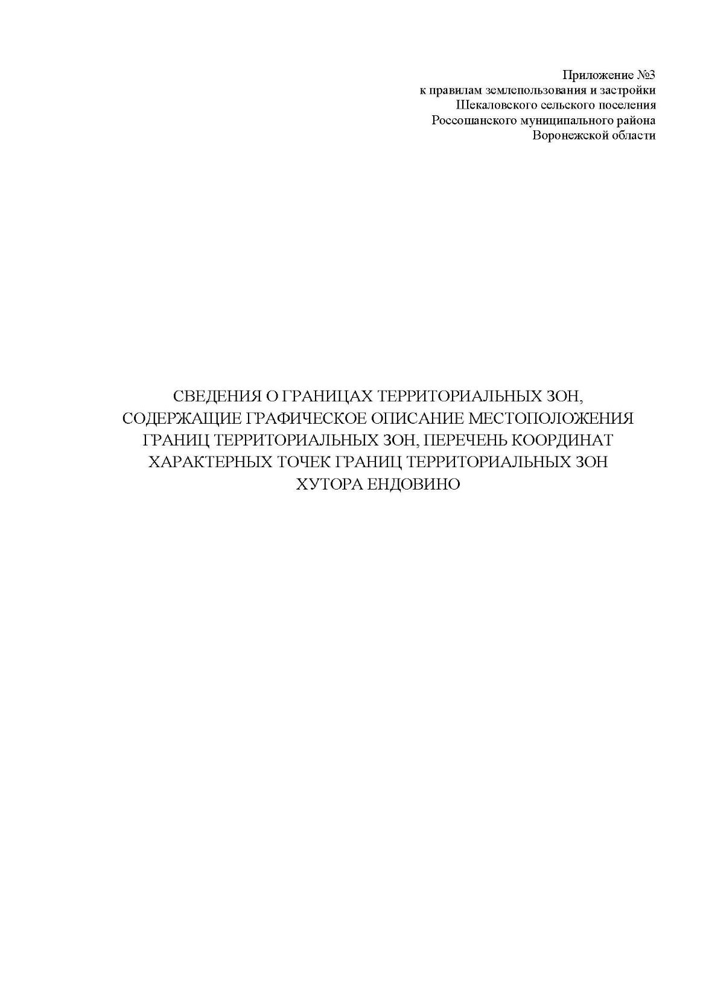 Приложение №3
к правилам землепользования и застройки
Шекаловского сельского поселения
Россошанского муниципального района
Воронежской области
СВЕДЕНИЯ О ГРАНИЦАХ ТЕРРИТОРИАЛЬНЫХ ЗОН,
СОДЕРЖАЩИЕ ГРАФИЧЕСКОЕ ОПИСАНИЕ МЕСТОПОЛОЖЕНИЯ
ГРАНИЦ ТЕРРИТОРИАЛЬНЫХ ЗОН, ПЕРЕЧЕНЬ КООРДИНАТ
ХАРАКТЕРНЫХ ТОЧЕК ГРАНИЦ ТЕРРИТОРИАЛЬНЫХ ЗОН
ХУТОРА ЕНДОВИНО